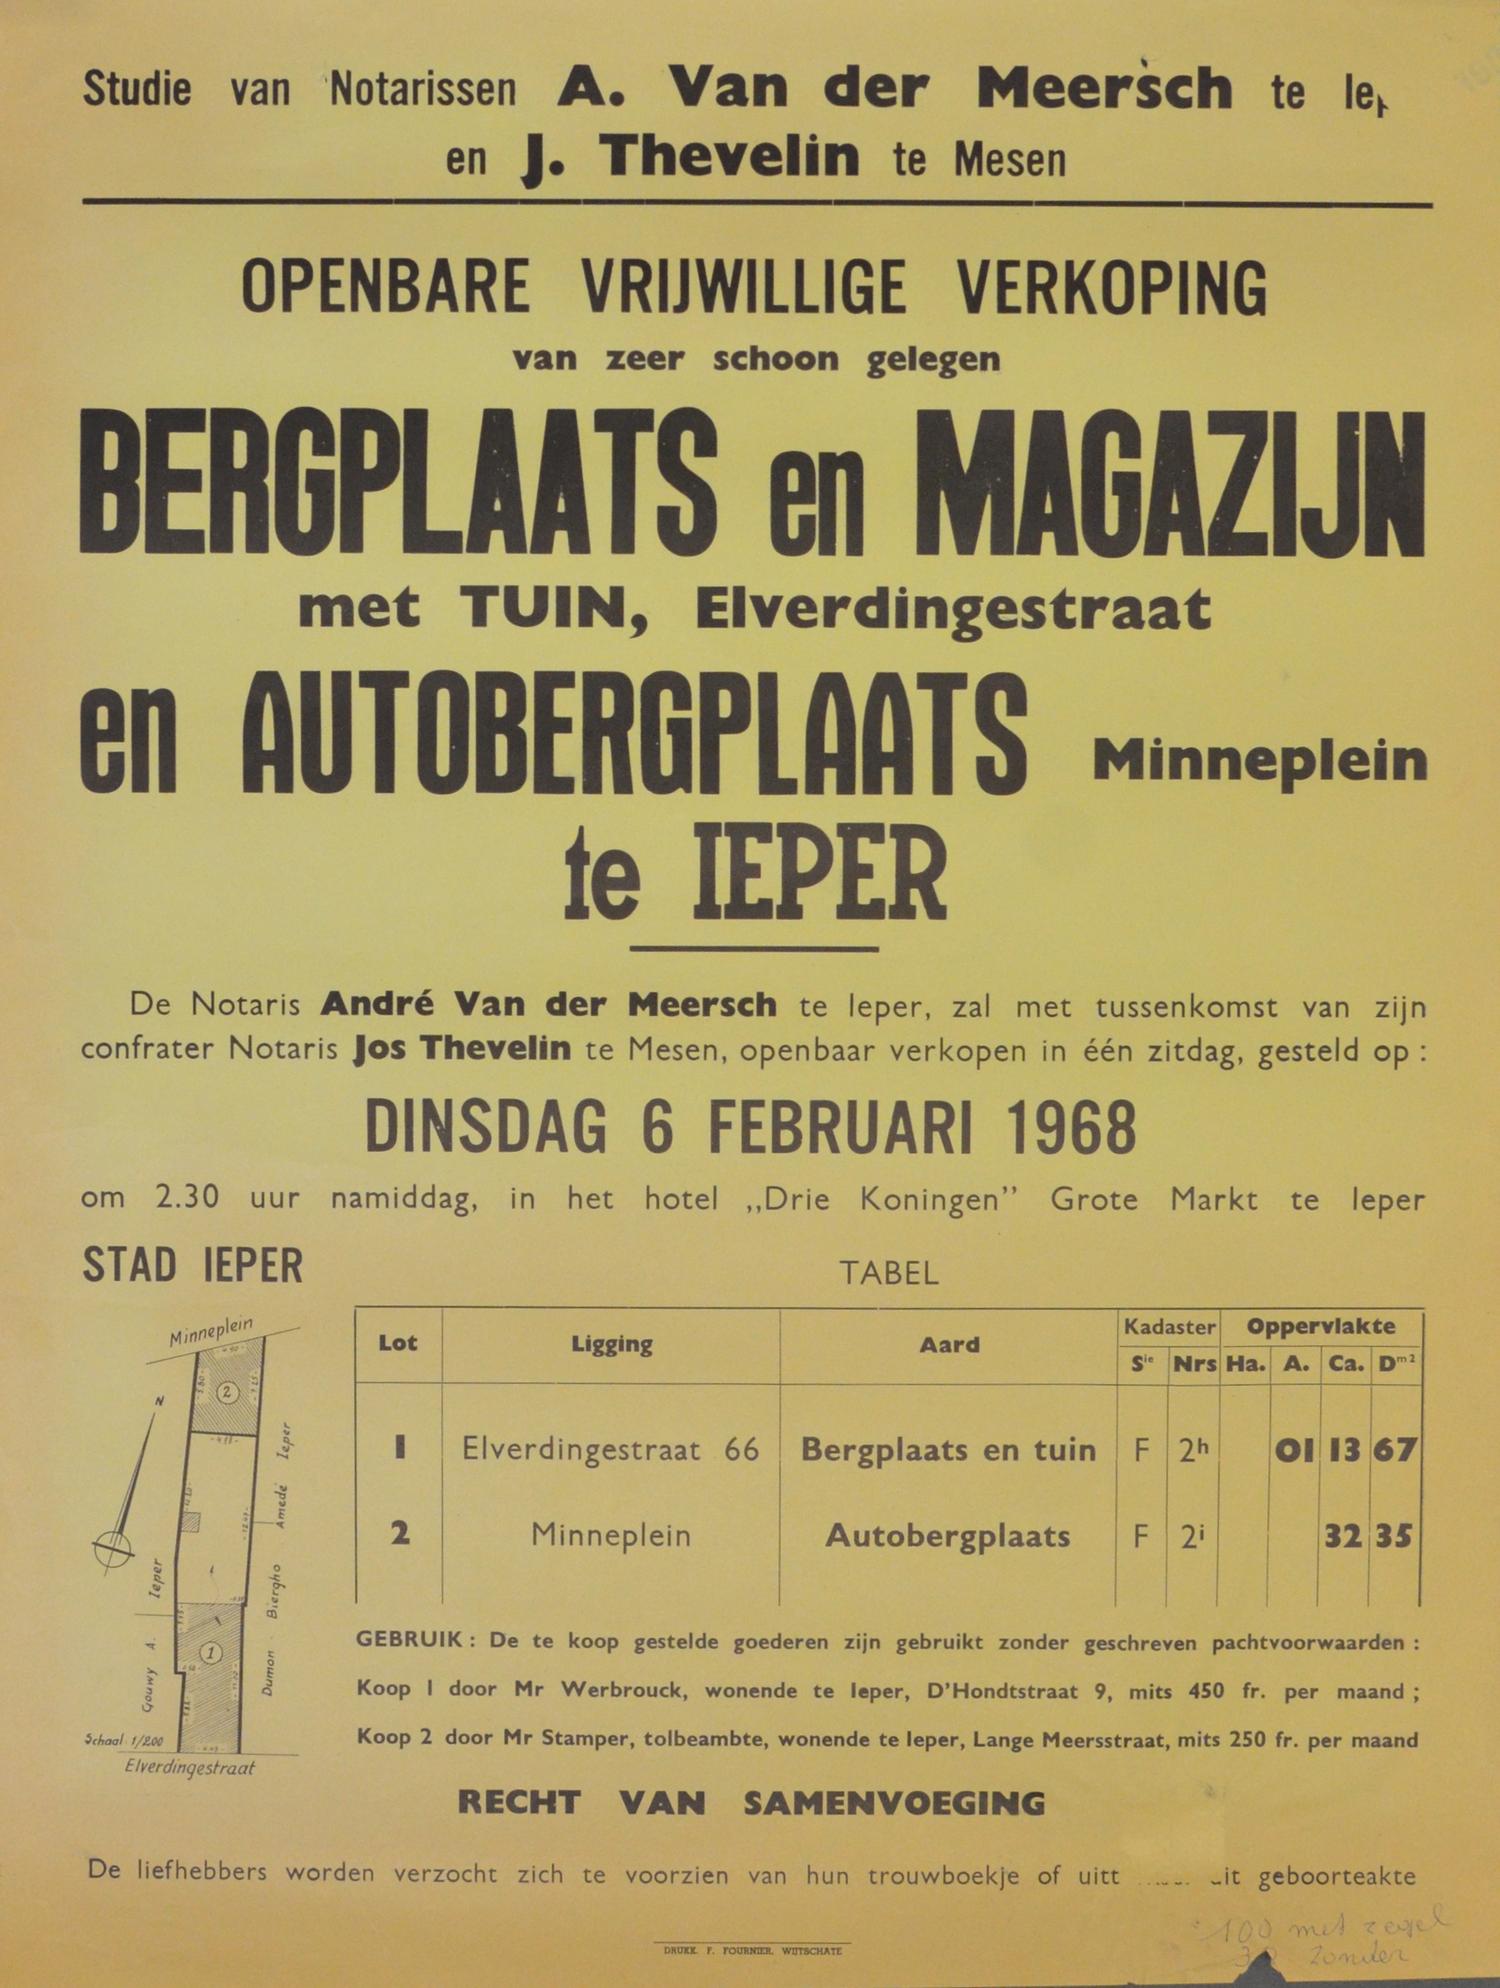 Studie van Notarissen A. Van der Meersch te
en J. Thevelin te Mesen
OPENBARE VRIJWILLIGE VERKOPING
van zeer schoon gelegen
BERGPLAATS en MAGAZIJN
met TUIN, Elverdingestraat
en AUTOBERGPLAATS Minneplein
te IEPER
De Notaris André Van der Meersch te Ieper, zal met tussenkomst van zijn
confrater Notaris Jos Thevelin te Mesen, openbaar verkopen in één zitdag, gesteld op :
DINSDAG 6 FEBRUARI 1968
om 2.30 uur namiddag, in het hotel ,,Drie Koningen" Grote Markt te Ieper
STAD IEPER
Minneplein
2
N
Amedé Ieper
Dumon Biergho
Gouwy A. Ieper
1
Schaal 1/200
Elverdingestraat
TABEL
Lot Ligging Aard Kadaster Oppervlakte
Sie Nrs Ha. A. Ca. Dm2
1 Elverdingestraat 66 Bergplaats en tuin F 2h 01 13 67
2 Minneplein Autobergplaats F 2i 32 35
GEBRUIK : De te koop gestelde goederen zijn gebruikt zonder geschreven pachtvoorwaarden :
Koop 1 door Mr Werbrouck, wonende te Ieper, D'Hondtstraat 9, mits 450 fr. per maand ;
Koop 2 door Mr Stamper, tolbeambte, wonende te Ieper, Lange Meersstraat, mits 250 fr. per maand
RECHT VAN SAMENVOEGING
De liefhebbers worden verzocht zich te voorzien van hun trouwboekje of geboorteakte
DRUKK. F. FOURNIER, WIJTSCHATE
100 met zegel
zonder